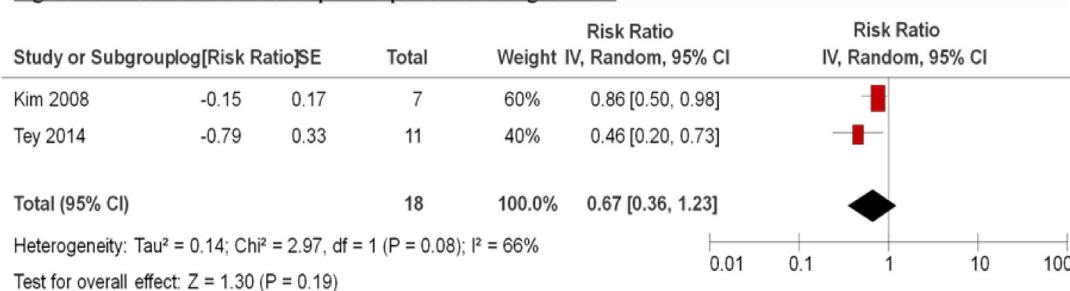 Risk Ratio Risk Ratio
Study or Subgrouplog[Risk Ratio]SE Total Weight IV, Random, 95% CI IV, Random, 95% CI
Kim 2008 -0.15 0.17 7 60% 0.86 [0.50, 0.98]
Tey 2014 -0.79 0.33 11 40% 0.46 [0.20, 0.73]
Total (95% CI) 18 100.0% 0.67 [0.36, 1.23]
Heterogeneity: Tau² = 0.14; Chi² = 2.97, df = 1 (P = 0.08); I² = 66%
0.01 0.1 1 10 100
Test for overall effect: Z = 1.30 (P = 0.19)